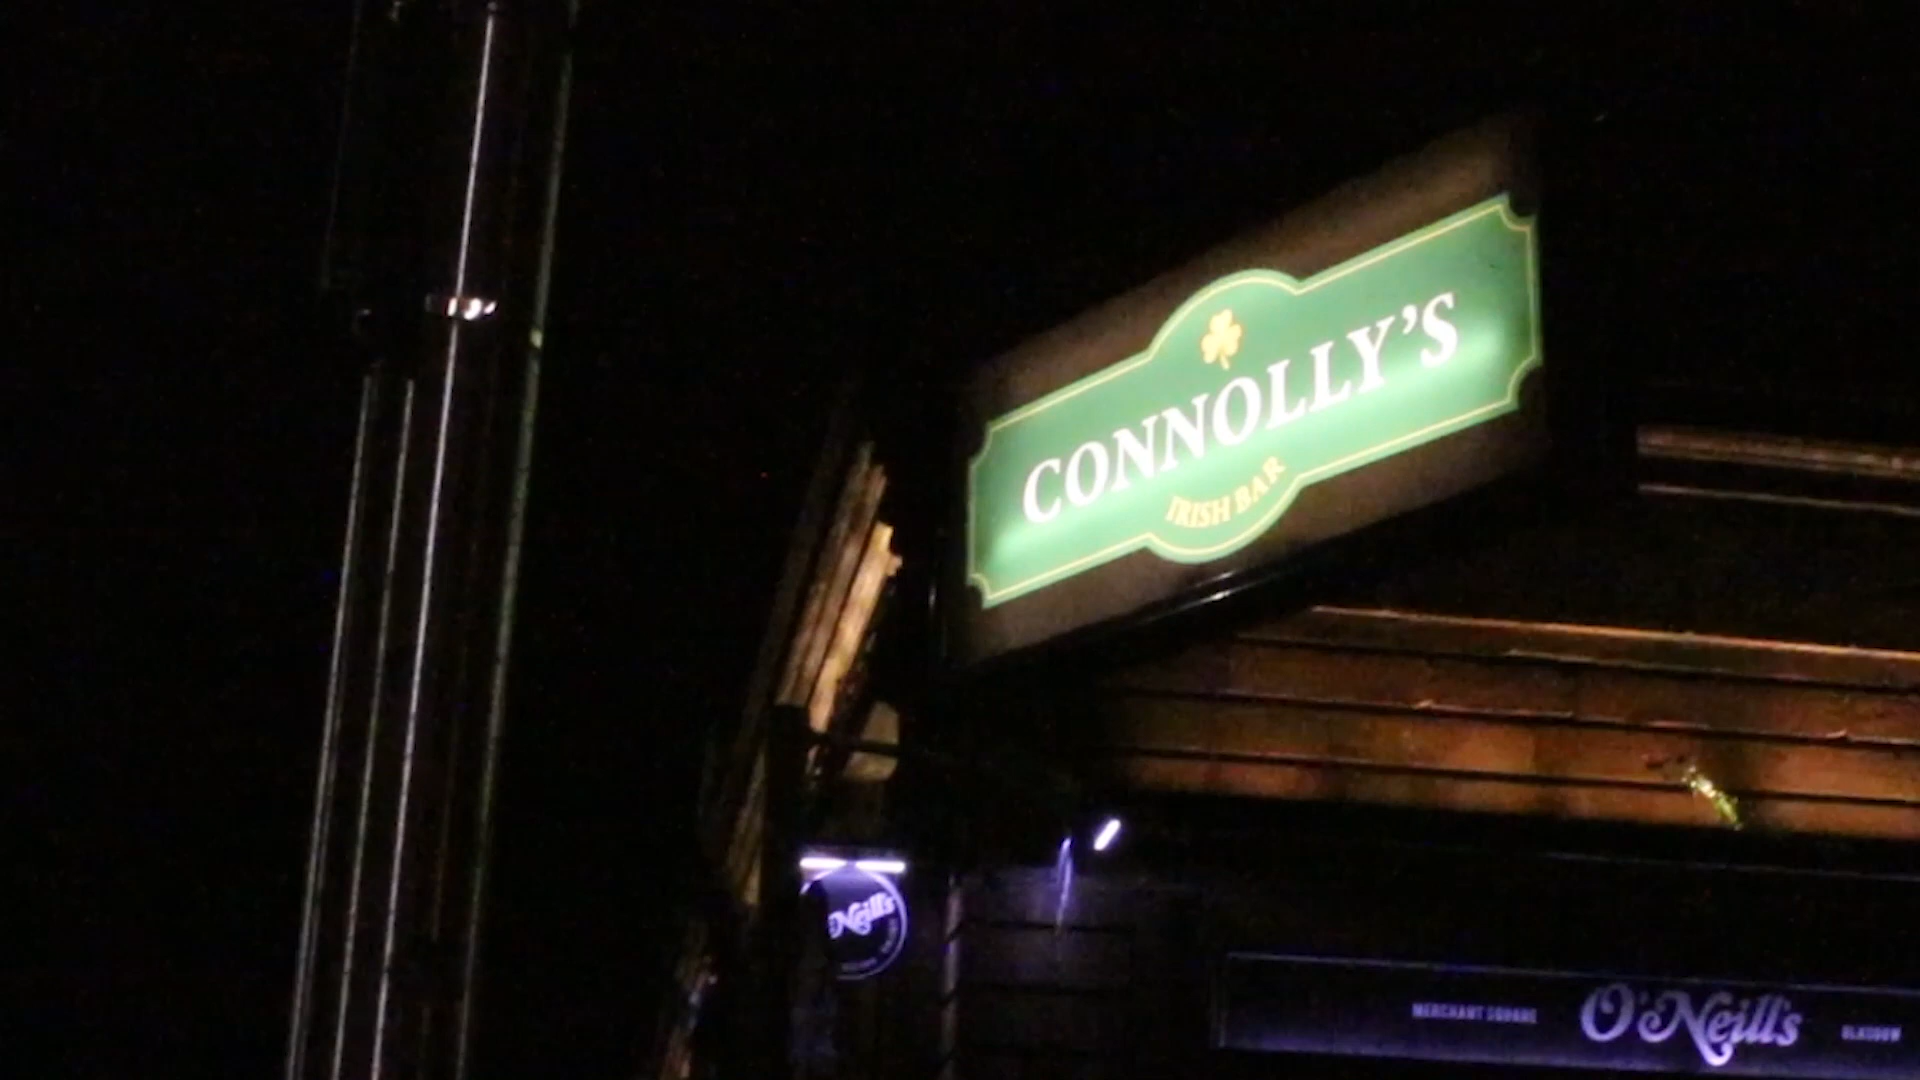 CONNOLLY'S
IRISH BAR
O'Neill's
MERCHANT SQUARE O'Neill's GLASGOW